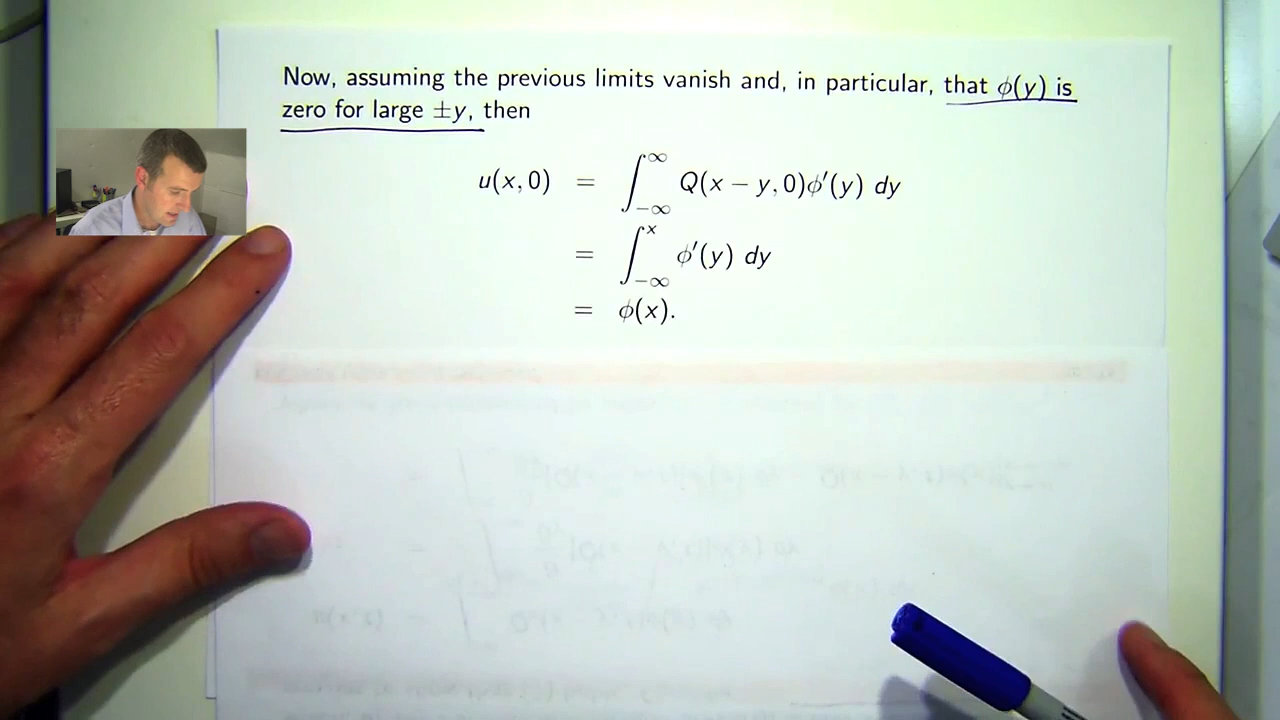 Now, assuming the previous limits vanish and, in particular, that ϕ(y) is
zero for large ±y, then
u(x, 0) = ∫_{−∞}^{∞} Q(x − y, 0)ϕ′(y) dy
= ∫_{−∞}^{x} ϕ′(y) dy
= ϕ(x).